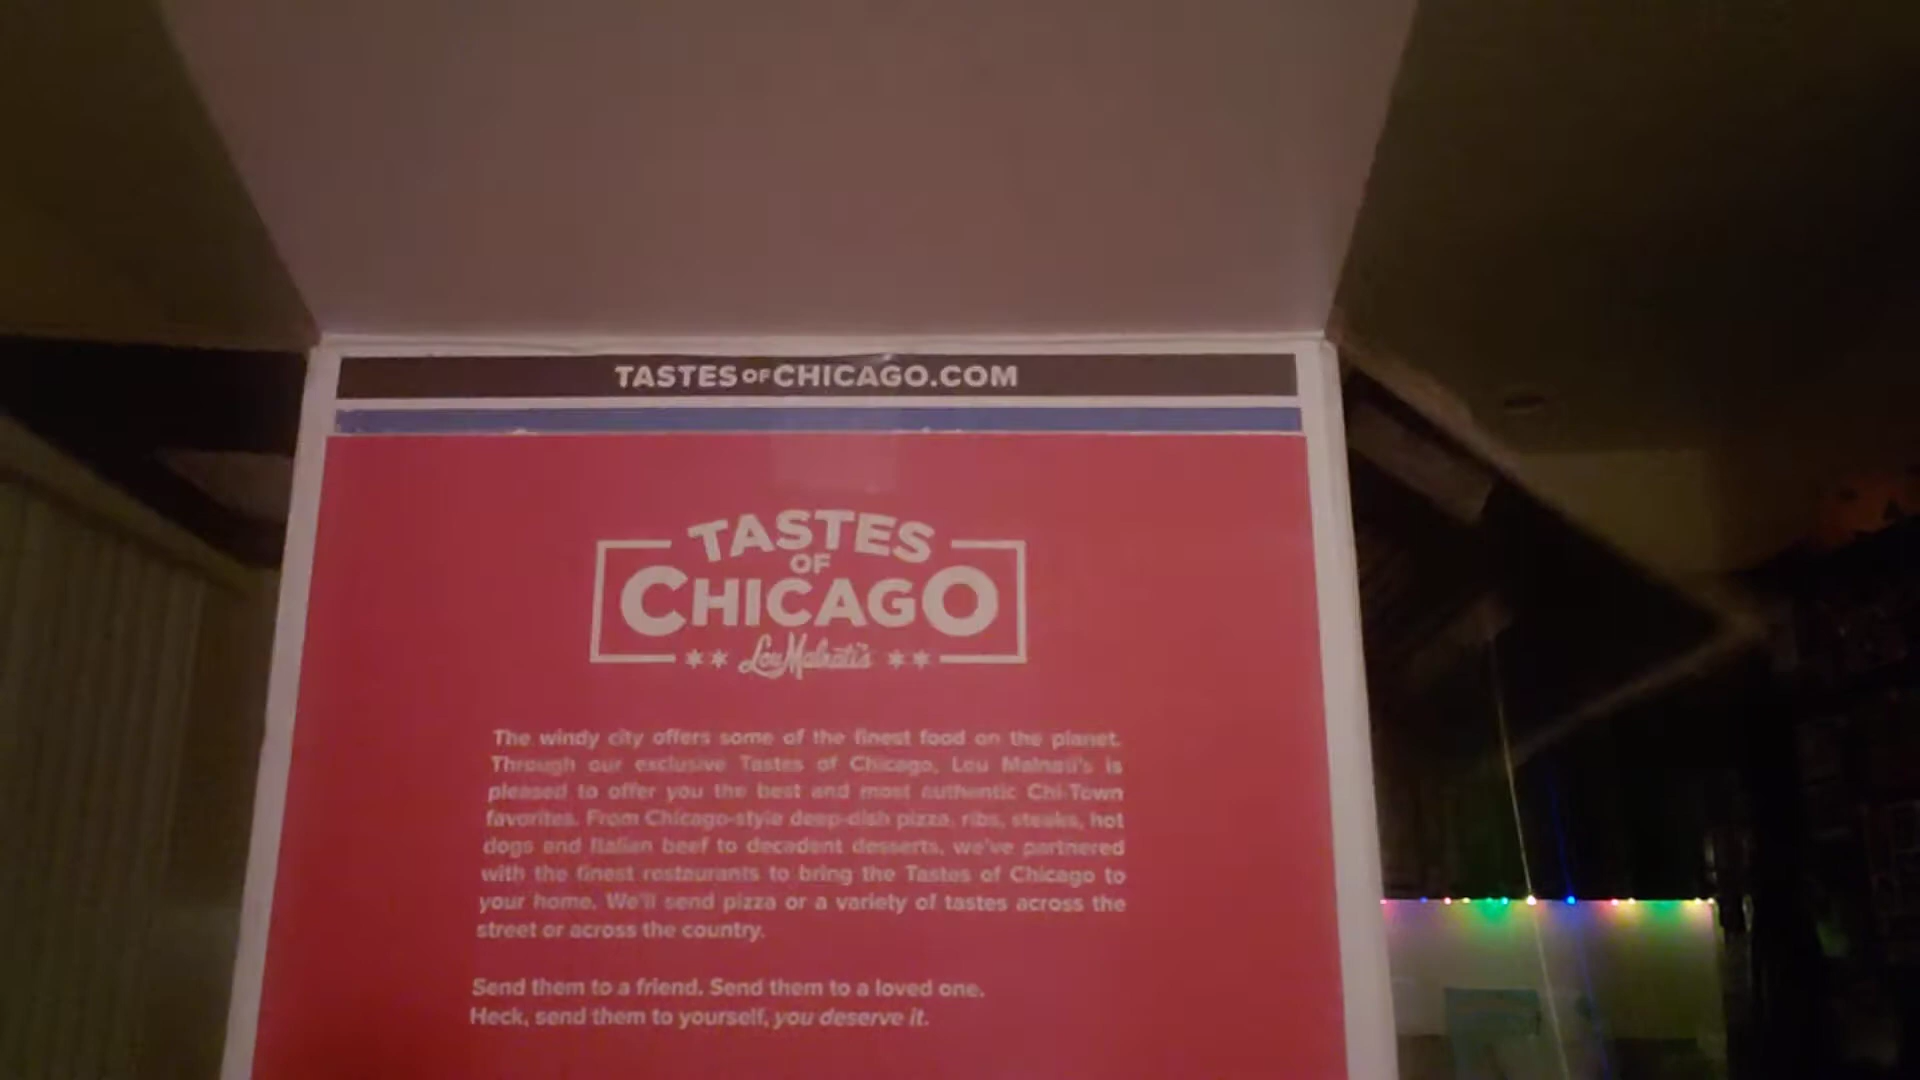 TASTES OF CHICAGO.COM
TASTES
OF
CHICAGO
Lou Malnati's
The windy city offers some of the finest food on the planet.
Through our exclusive Tastes of Chicago, Lou Malnati's is
pleased to offer you the best and most authentic Chi-Town
favorites. From Chicago-style deep-dish pizza, ribs, steaks, hot
dogs and Italian beef to decadent desserts, we've partnered
with the finest restaurants to bring the Tastes of Chicago to
your home. We'll send pizza or a variety of tastes across the
street or across the country.
Send them to a friend. Send them to a loved one.
Heck, send them to yourself, you deserve it.